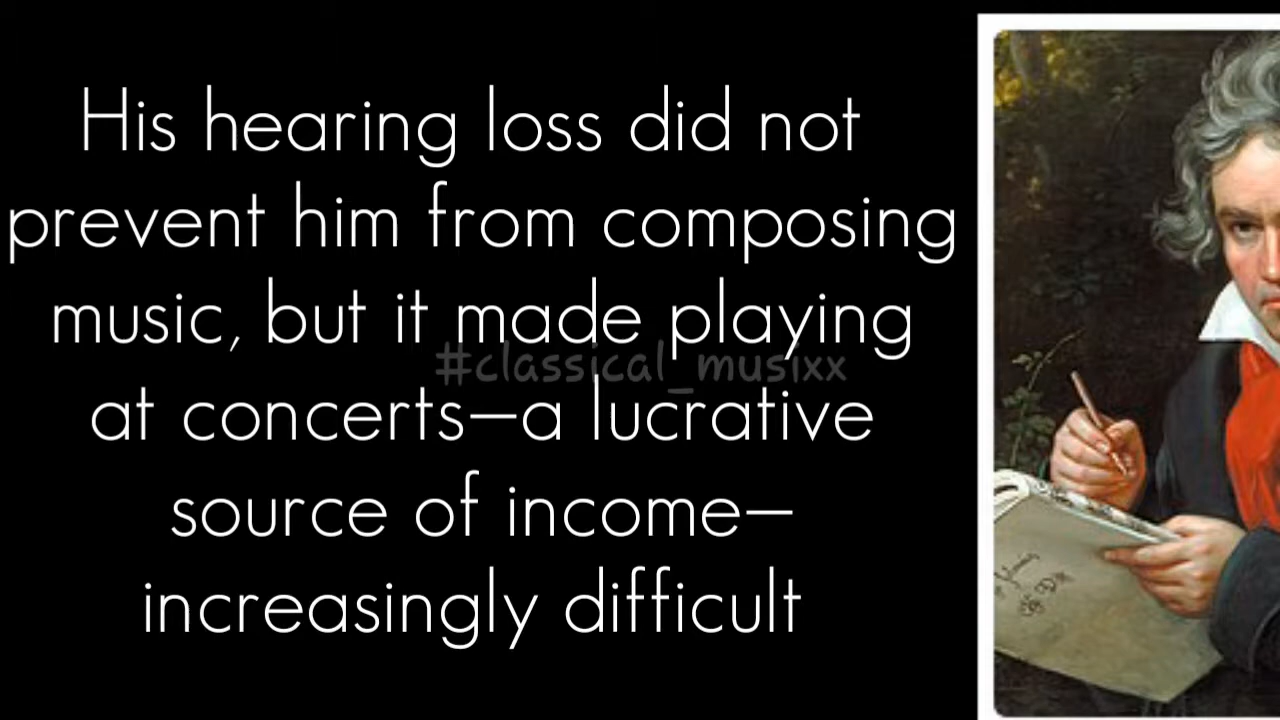 His hearing loss did not
prevent him from composing
music, but it made playing
#classical_musixx
at concerts—a lucrative
source of income—
increasingly difficult